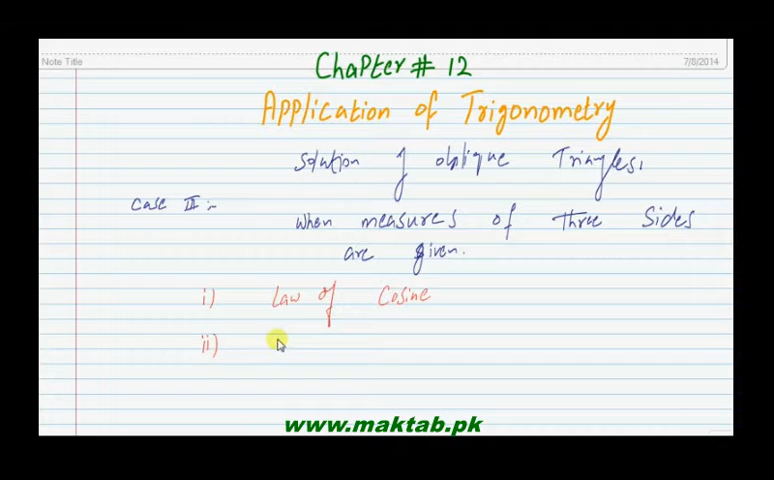 Chapter # 12
Note Title
7/8/2014
Application of Trigonometry
Solution of oblique Triangles.
Case III :-
when measures of three Sides
are given.
i) Law of Cosine
ii)
www.maktab.pk